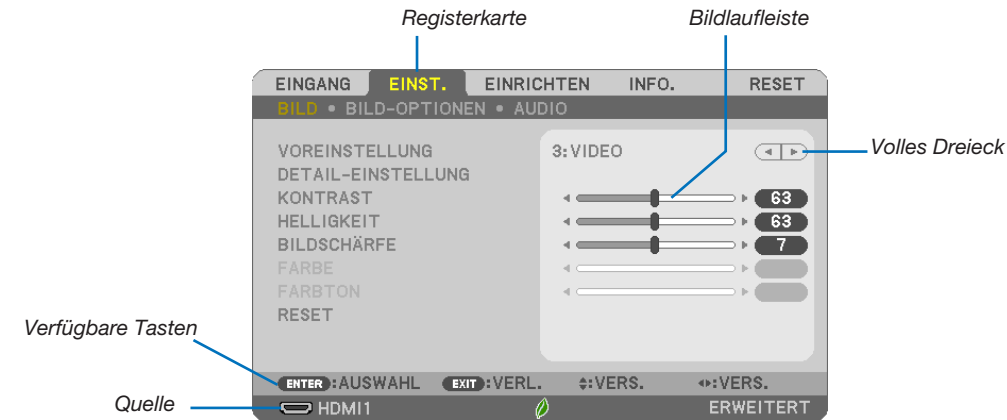 Registerkarte Bildlaufleiste
EINGANG EINST. EINRICHTEN INFO. RESET
BILD • BILD-OPTIONEN • AUDIO
VOREINSTELLUNG 3:VIDEO Volles Dreieck
DETAIL-EINSTELLUNG
KONTRAST 63
HELLIGKEIT 63
BILDSCHÄRFE 7
FARBE
FARBTON
RESET
Verfügbare Tasten
ENTER:AUSWAHL EXIT:VERL. :VERS. :VERS.
Quelle HDMI1 ERWEITERT